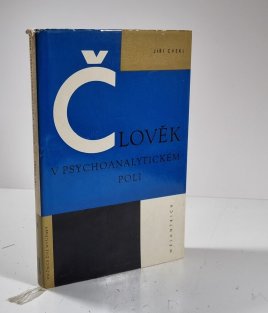 JIŘÍ CVEKL
ČLOVĚK
V PSYCHOANALYTICKÉM
POLI
MELANTRICH